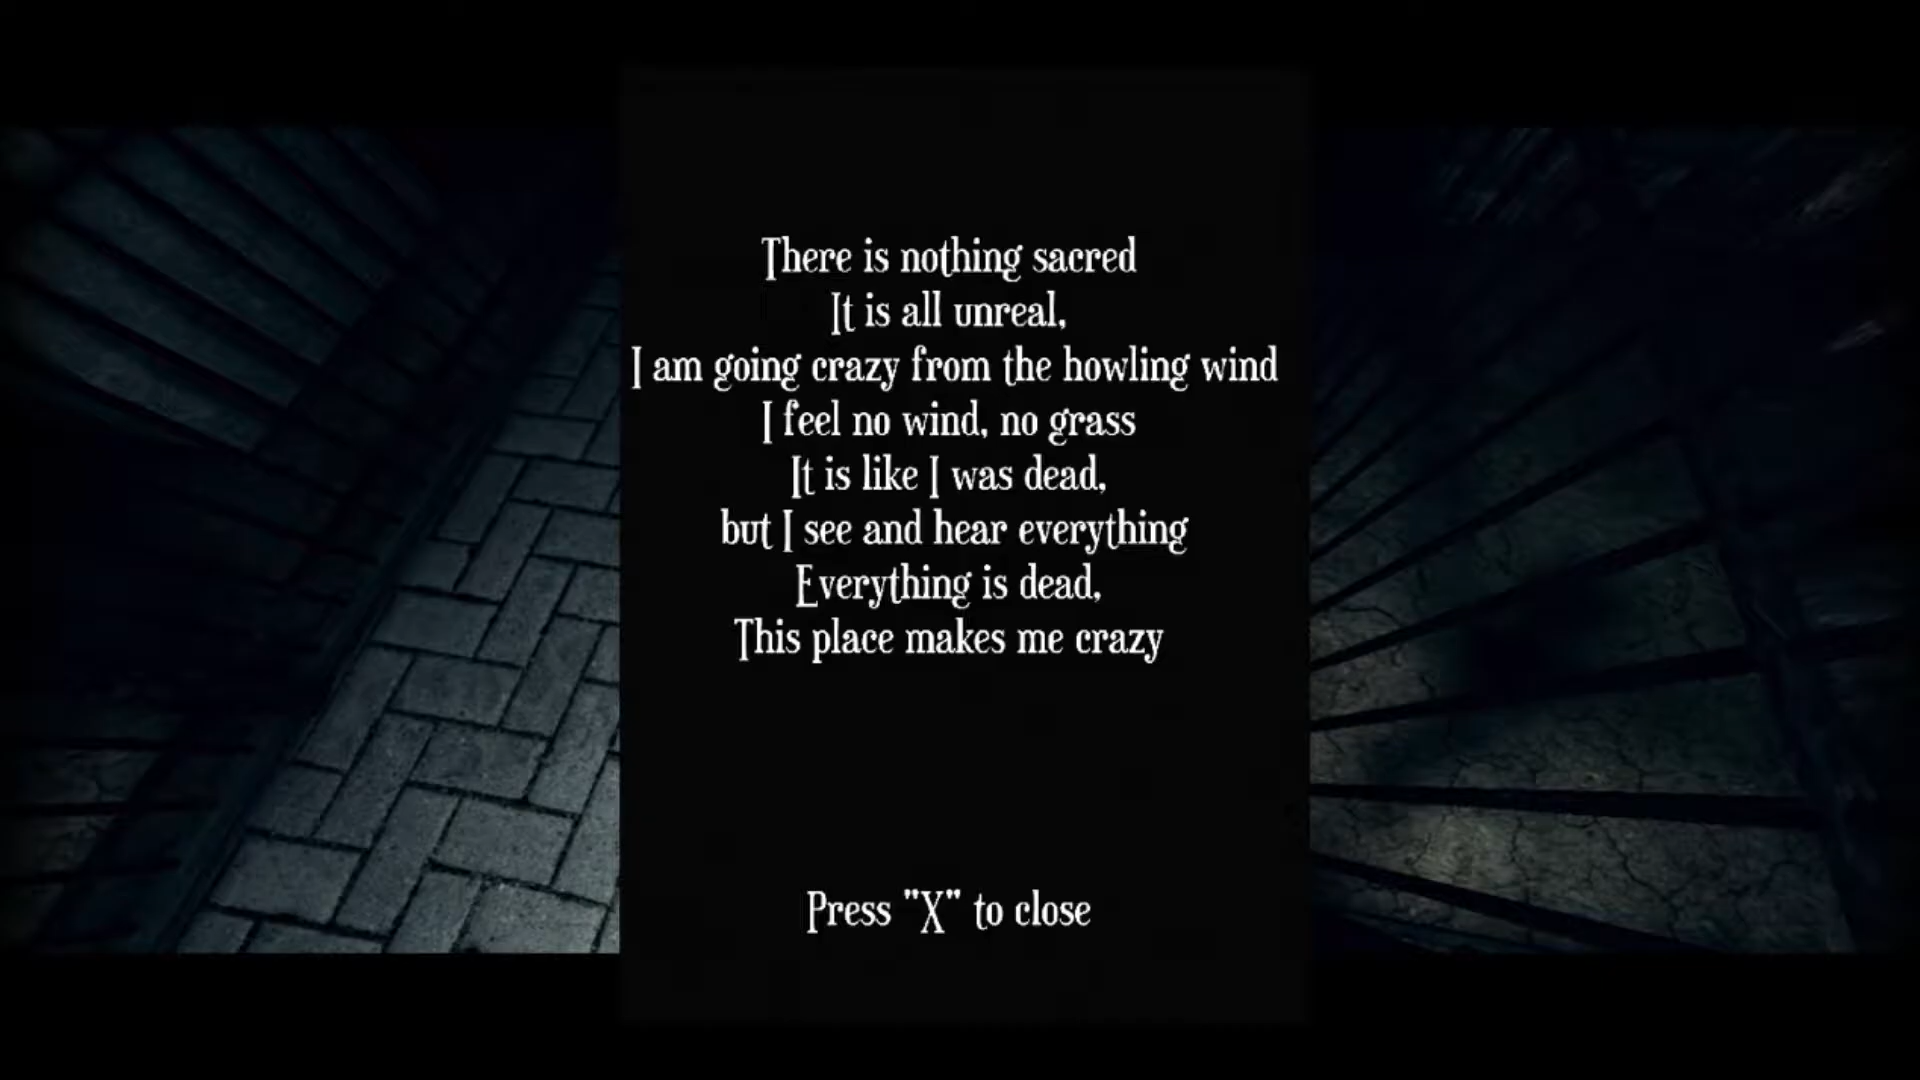 There is nothing sacred
It is all unreal,
I am going crazy from the howling wind
I feel no wind, no grass
It is like I was dead,
but I see and hear everything
Everything is dead,
This place makes me crazy
Press "X" to close